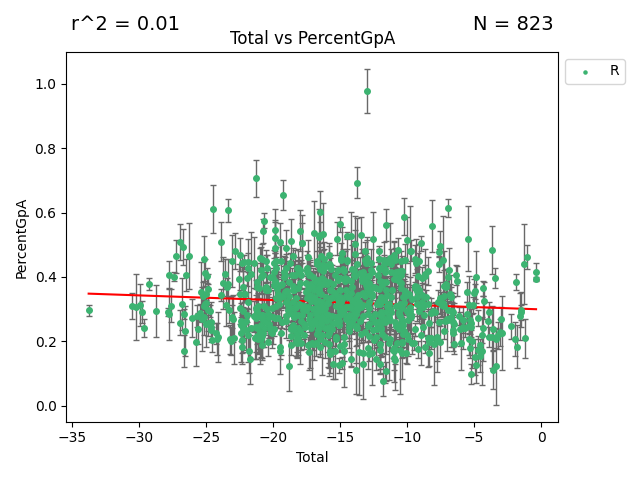 r^2 = 0.01 N = 823
Total vs PercentGpA
R
1.0
0.8
0.6
0.4
0.2
0.0
PercentGpA
−35 −30 −25 −20 −15 −10 −5 0
Total